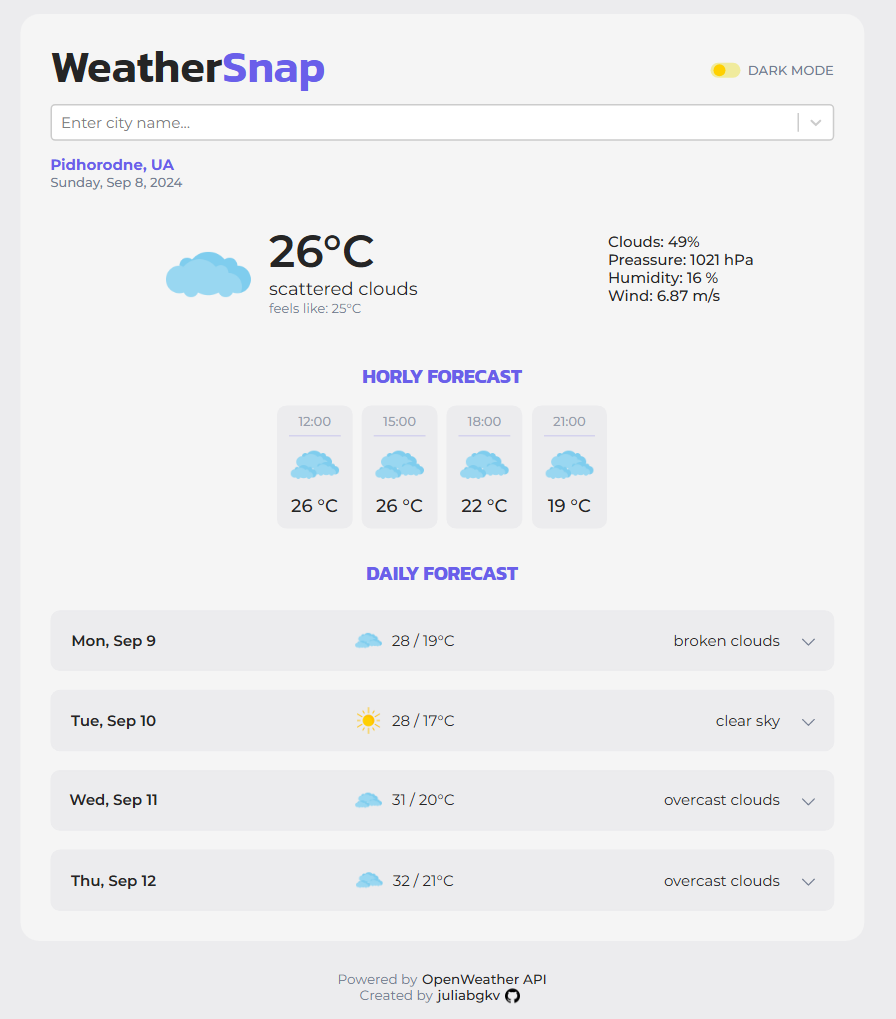 WeatherSnap
DARK MODE
Enter city name...
Pidhorodne, UA
Sunday, Sep 8, 2024
26°C
scattered clouds
feels like: 25°C
Clouds: 49%
Preassure: 1021 hPa
Humidity: 16 %
Wind: 6.87 m/s
HORLY FORECAST
12:00 15:00 18:00 21:00
26 °C 26 °C 22 °C 19 °C
DAILY FORECAST
Mon, Sep 9 28 / 19°C broken clouds
Tue, Sep 10 28 / 17°C clear sky
Wed, Sep 11 31 / 20°C overcast clouds
Thu, Sep 12 32 / 21°C overcast clouds
Powered by OpenWeather API
Created by juliabgkv